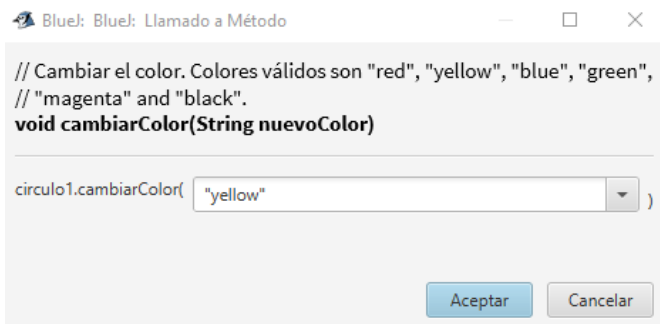 BlueJ: BlueJ: Llamado a Método
// Cambiar el color. Colores válidos son "red", "yellow", "blue", "green",
// "magenta" and "black".
void cambiarColor(String nuevoColor)
circulo1.cambiarColor( "yellow" )
Aceptar Cancelar